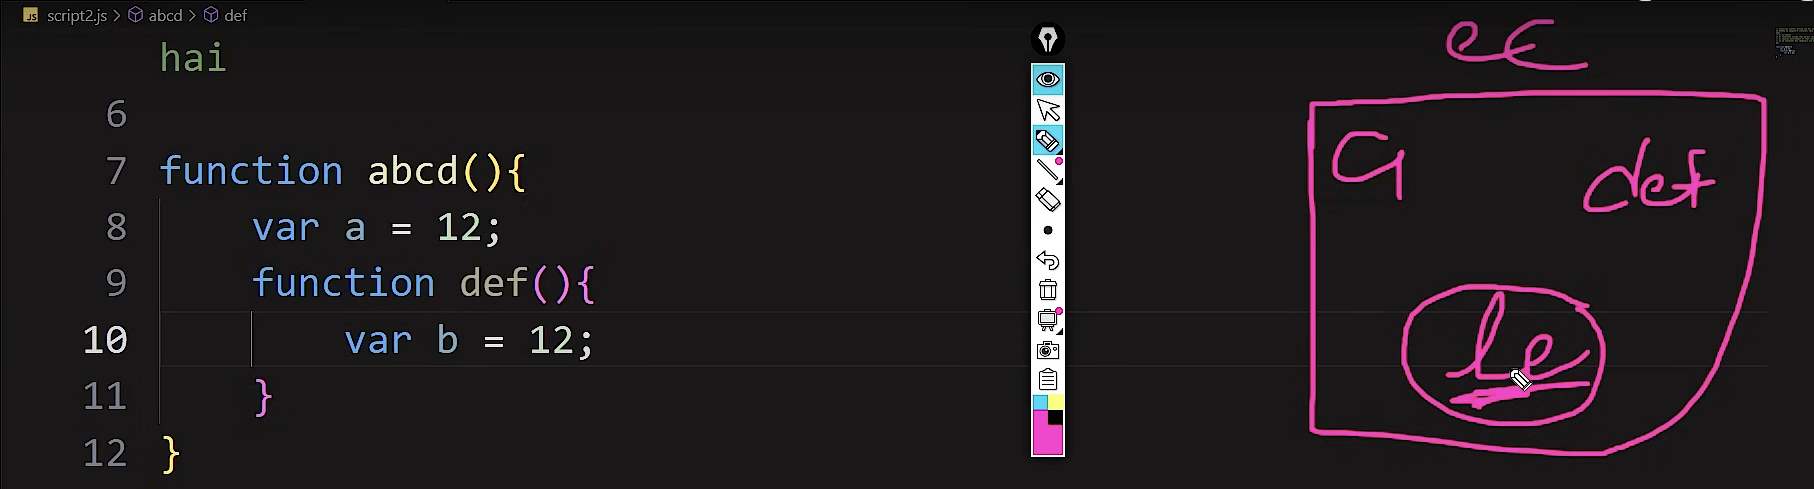 script2.js > abcd > def
hai
6
7 function abcd(){
8 var a = 12;
9 function def(){
10 var b = 12;
11 }
12 }
eC
a def
le